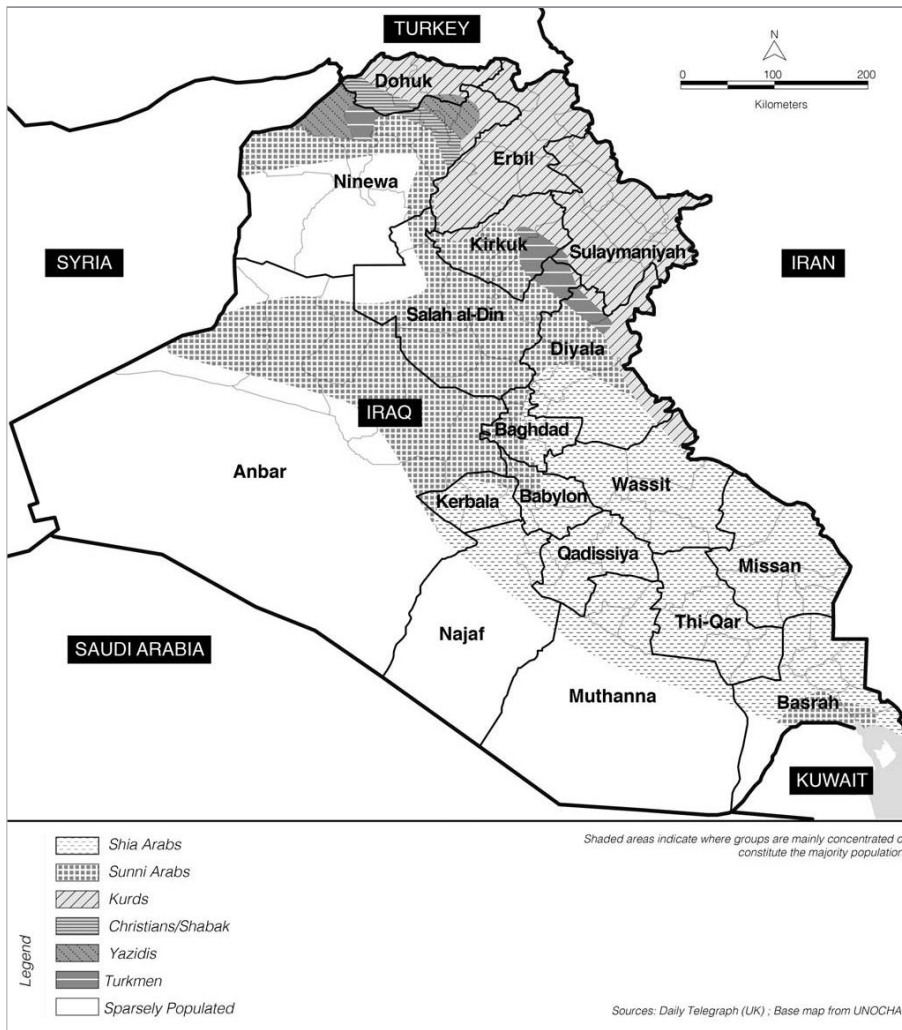 TURKEY
N
Dohuk
0 100 200
Kilometers
Erbil
Ninewa
SYRIA
Kirkuk
Sulaymaniyah
IRAN
Salah al-Din
Diyala
IRAQ
Baghdad
Anbar
Wassit
Kerbala
Babylon
Qadissiya
Missan
Najaf
Thi-Qar
SAUDI ARABIA
Muthanna
Basrah
KUWAIT
Legend
Shia Arabs
Sunni Arabs
Kurds
Christians/Shabak
Yazidis
Turkmen
Sparsely Populated
Shaded areas indicate where groups are mainly concentrated o
constitute the majority population
Sources: Daily Telegraph (UK) ; Base map from UNOCHA